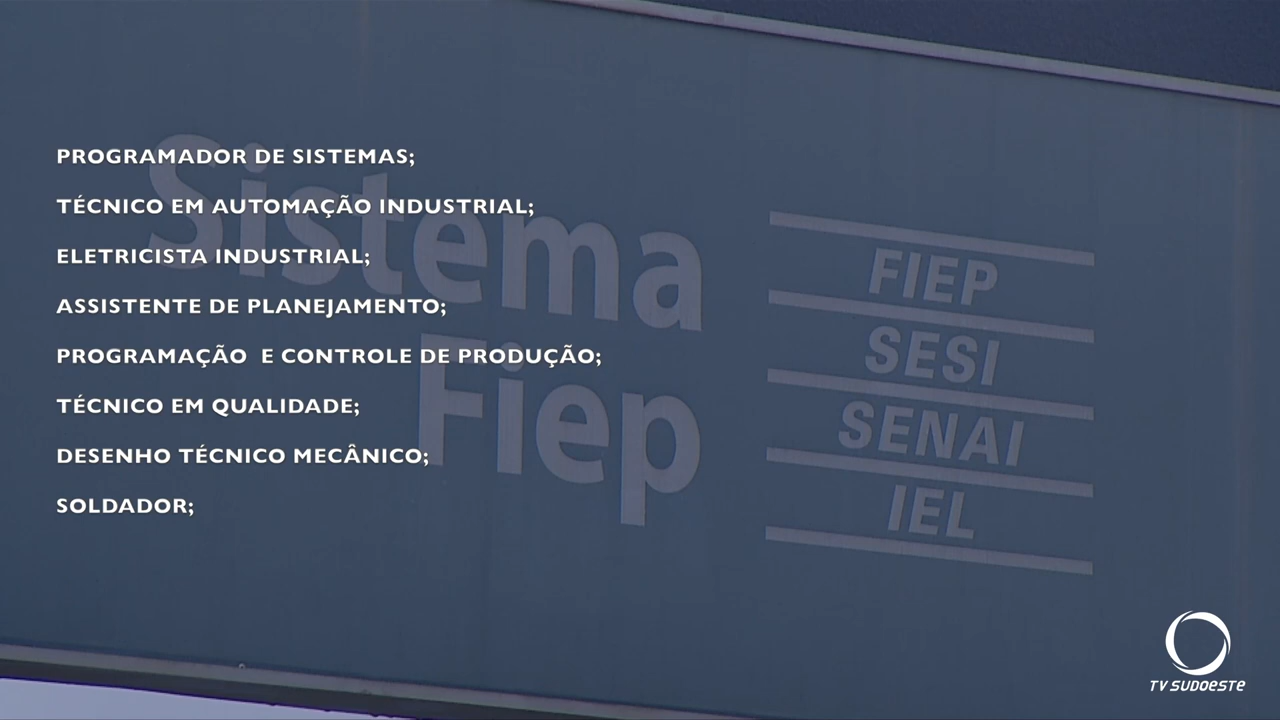 PROGRAMADOR DE SISTEMAS;
TÉCNICO EM AUTOMAÇÃO INDUSTRIAL;
ELETRICISTA INDUSTRIAL;
ASSISTENTE DE PLANEJAMENTO;
PROGRAMAÇÃO  E CONTROLE DE PRODUÇÃO;
TÉCNICO EM QUALIDADE;
DESENHO TÉCNICO MECÂNICO;
SOLDADOR;
Sistema
Fiep
FIEP
SESI
SENAI
IEL
TV SUDOESTE